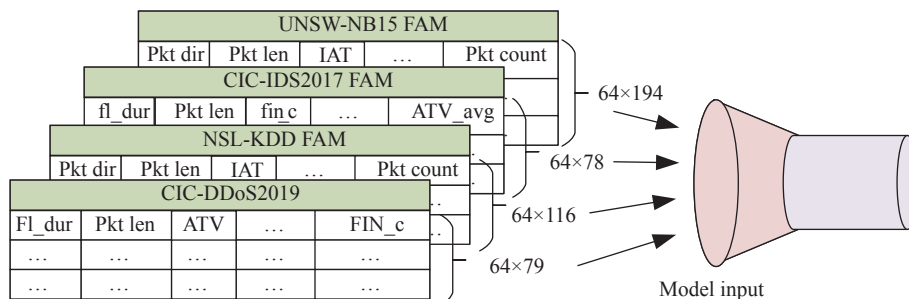 UNSW-NB15 FAM
Pkt dir Pkt len IAT … Pkt count
CIC-IDS2017 FAM
fl_dur Pkt len fin_c … ATV_avg
NSL-KDD FAM
Pkt dir Pkt len IAT … Pkt count
CIC-DDoS2019
Fl_dur Pkt len ATV … FIN_c
… … … … …
… … … … …
64×194
64×78
64×116
64×79
Model input